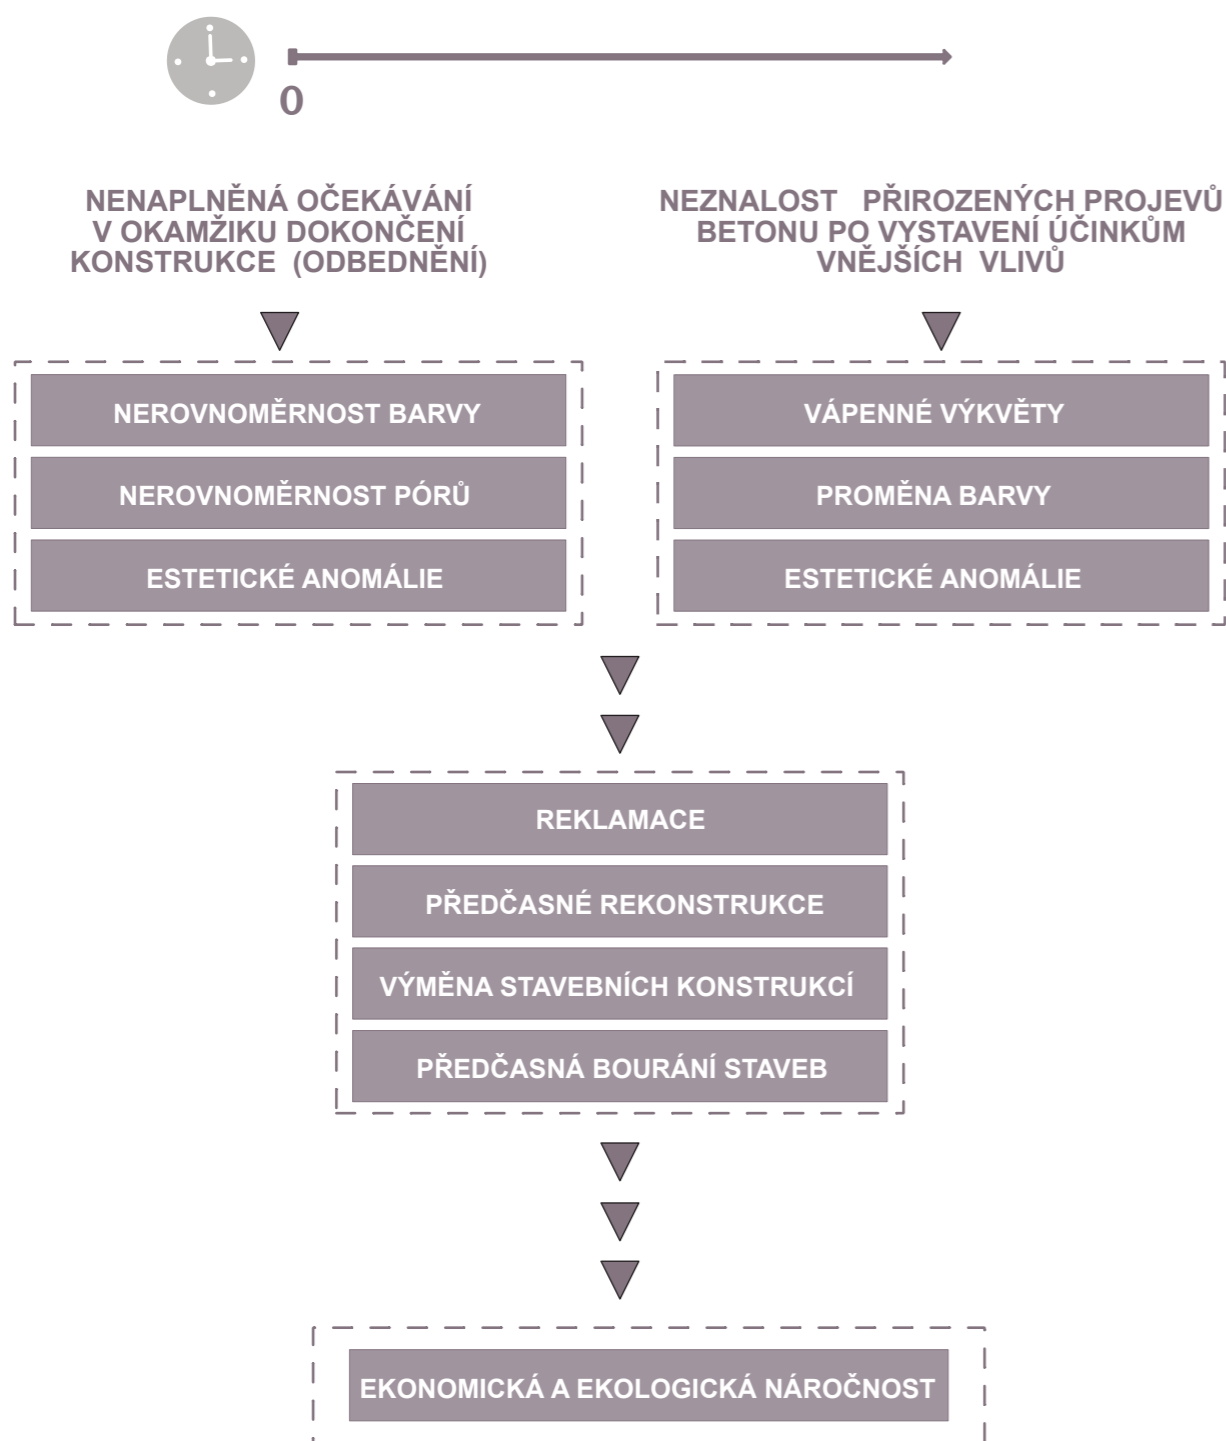 0
NENAPLNĚNÁ OČEKÁVÁNÍ
V OKAMŽIKU DOKONČENÍ
KONSTRUKCE (ODBEDNĚNÍ)
NEROVNOMĚRNOST BARVY
NEROVNOMĚRNOST PÓRŮ
ESTETICKÉ ANOMÁLIE
NEZNALOST PŘIROZENÝCH PROJEVŮ
BETONU PO VYSTAVENÍ ÚČINKŮM
VNĚJŠÍCH VLIVŮ
VÁPENNÉ VÝKVĚTY
PROMĚNA BARVY
ESTETICKÉ ANOMÁLIE
REKLAMACE
PŘEDČASNÉ REKONSTRUKCE
VÝMĚNA STAVEBNÍCH KONSTRUKCÍ
PŘEDČASNÁ BOURÁNÍ STAVEB
EKONOMICKÁ A EKOLOGICKÁ NÁROČNOST